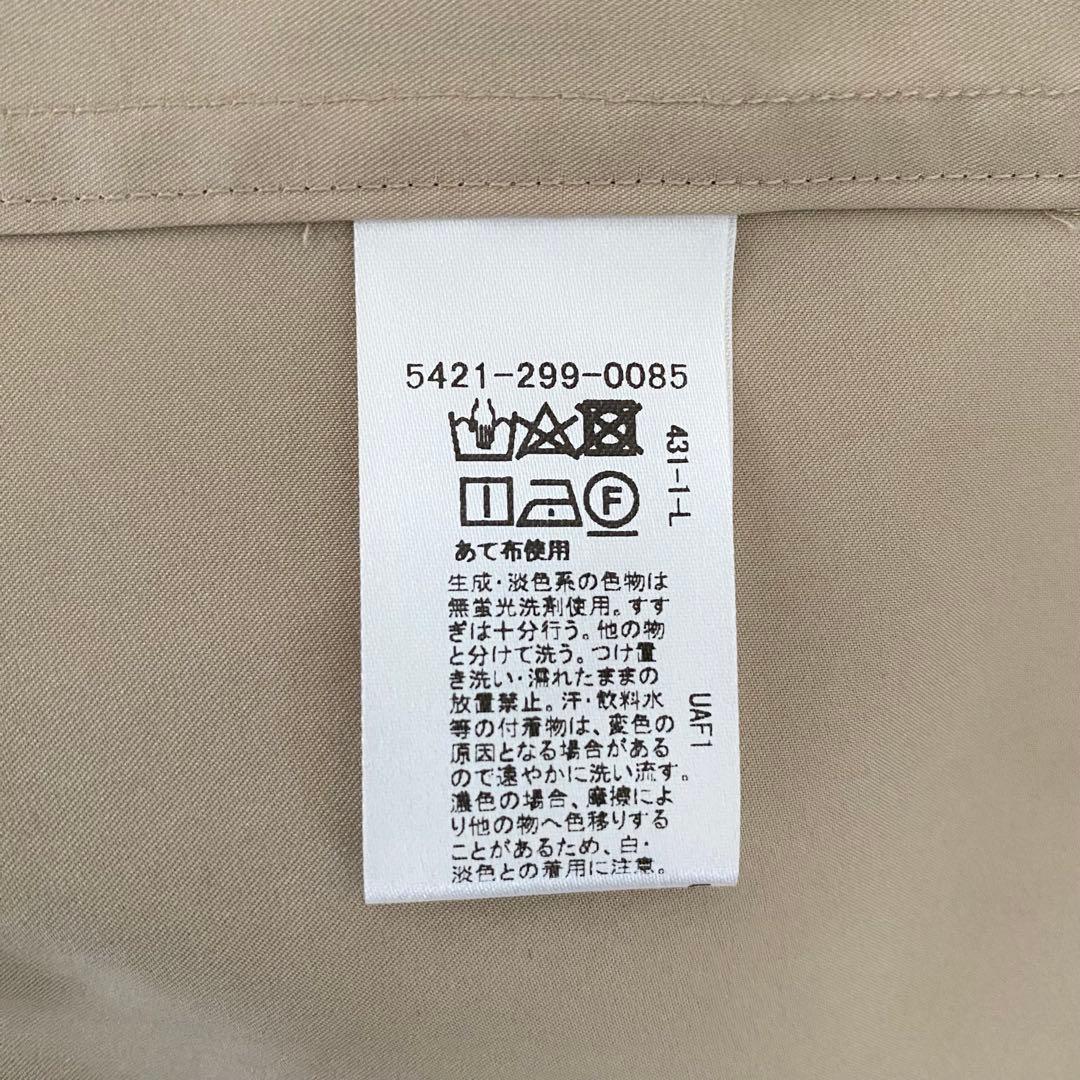 5421-299-0085
431-1-L
F
あて布使用
生成・淡色系の色物は
無蛍光洗剤使用。すす
ぎは十分行う。他の物
と分けて洗う。つけ置
き洗い・濡れたままの
放置禁止。汗・飲料水
等の付着物は、変色の
原因となる場合がある
ので速やかに洗い流す。
濃色の場合、摩擦によ
り他の物へ色移りする
ことがあるため、白・
淡色との着用に注意。
UAF1